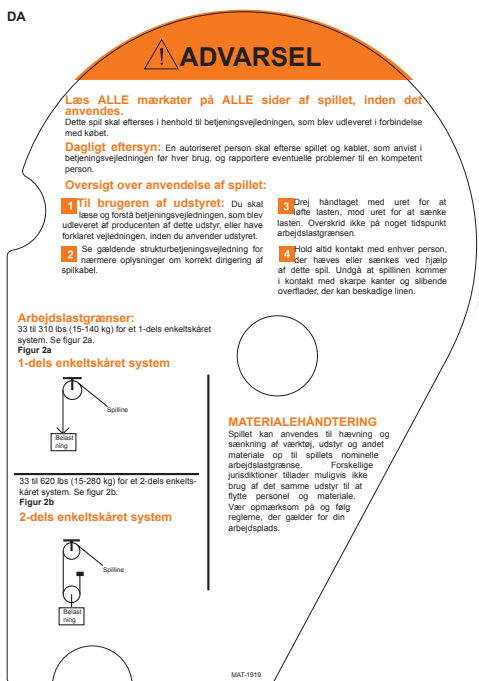 DA
ADVARSEL
Læs ALLE mærkater på ALLE sider af spillet, inden det
anvendes.
Dette spil skal efterses i henhold til betjeningsvejledningen, som blev udleveret i forbindelse
med købet.
Dagligt eftersyn: En autoriseret person skal efterse spillet og kablet, som anvist i
betjeningsvejledningen før hver brug, og rapportere eventuelle problemer til en kompetent
person.
Oversigt over anvendelse af spillet:
1 Til brugeren af udstyret: Du skal
læse og forstå betjeningsvejledningen, som blev
udleveret af producenten af dette udstyr, eller have
forklaret vejledningen, inden du anvender udstyret.
2 Se gældende strukturbetjeningsvejledning for
nærmere oplysninger om korrekt dirigering af
spilkabel.
3 Drej håndtaget med uret for at
løfte lasten, mod uret for at sænke
lasten. Overskrid ikke på noget tidspunkt
arbejdslastgrænsen.
4 Hold altid kontakt med enhver person,
der hæves eller sænkes ved hjælp
af dette spil. Undgå at spillinen kommer
i kontakt med skarpe kanter og slibende
overflader, der kan beskadige linen.
Arbejdslastgrænser:
33 til 310 lbs (15-140 kg) for et 1-dels enkeltskåret
system. Se figur 2a.
Figur 2a
1-dels enkeltskåret system
Spilline
Belast
ning
33 til 620 lbs (15-280 kg) for et 2-dels enkelts-
kåret system. Se figur 2b.
Figur 2b
2-dels enkeltskåret system
Spilline
Belast
ning
MATERIALEHÅNDTERING
Spillet kan anvendes til hævning og
sænkning af værktøj, udstyr og andet
materiale op til spillets nominelle
arbejdslastgrænse. Forskellige
jurisdiktioner tillader muligvis ikke
brug af det samme udstyr til at
flytte personel og materiale.
Vær opmærksom på og følg
reglerne, der gælder for din
arbejdsplads.
MAT-1919